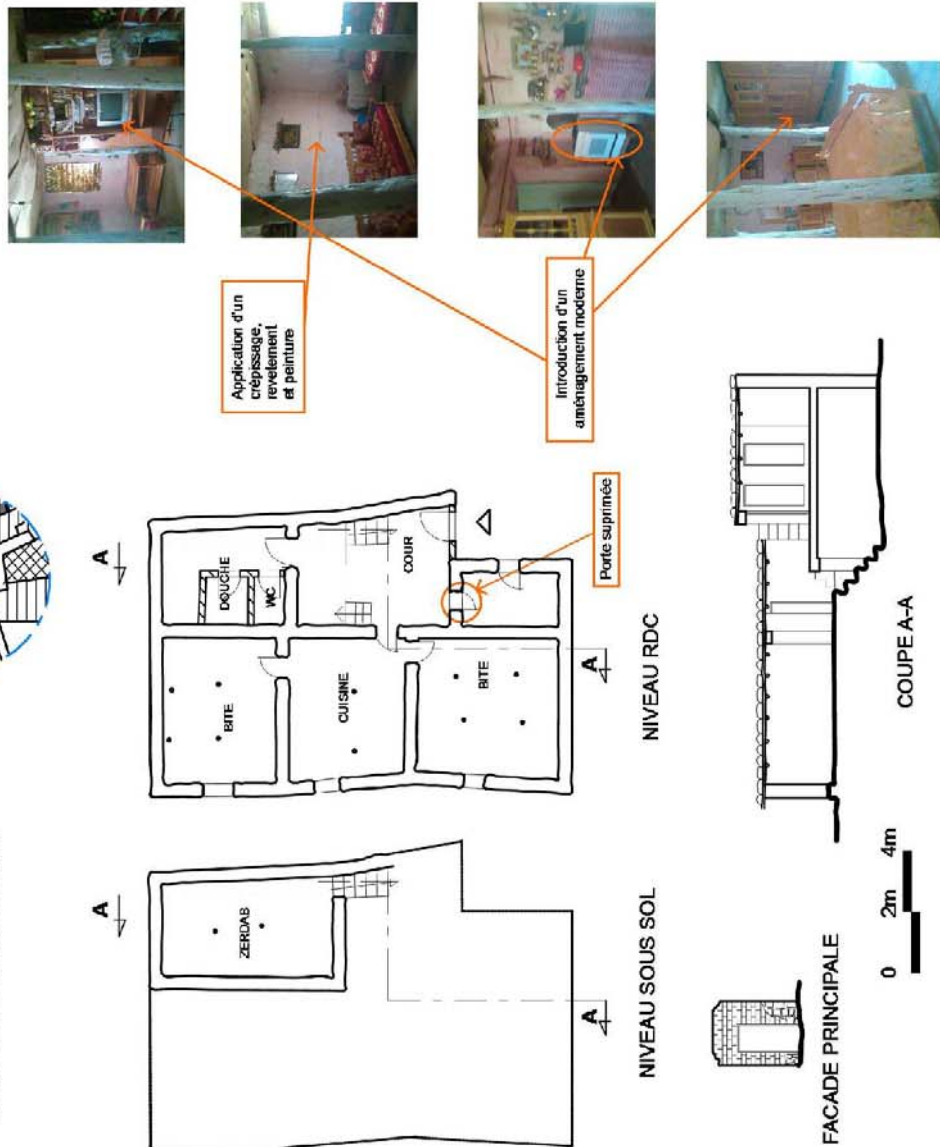 Application d'un
crépissage,
revetement
et peinture
Introduction d'un
aménagement moderne
A
A
DOUCHE
WC
COUR
BITE
CUISINE
BITE
A
Porte suprimée
NIVEAU RDC
ZERDAB
A
NIVEAU SOUS SOL
COUPE A-A
FACADE PRINCIPALE
0 2m 4m